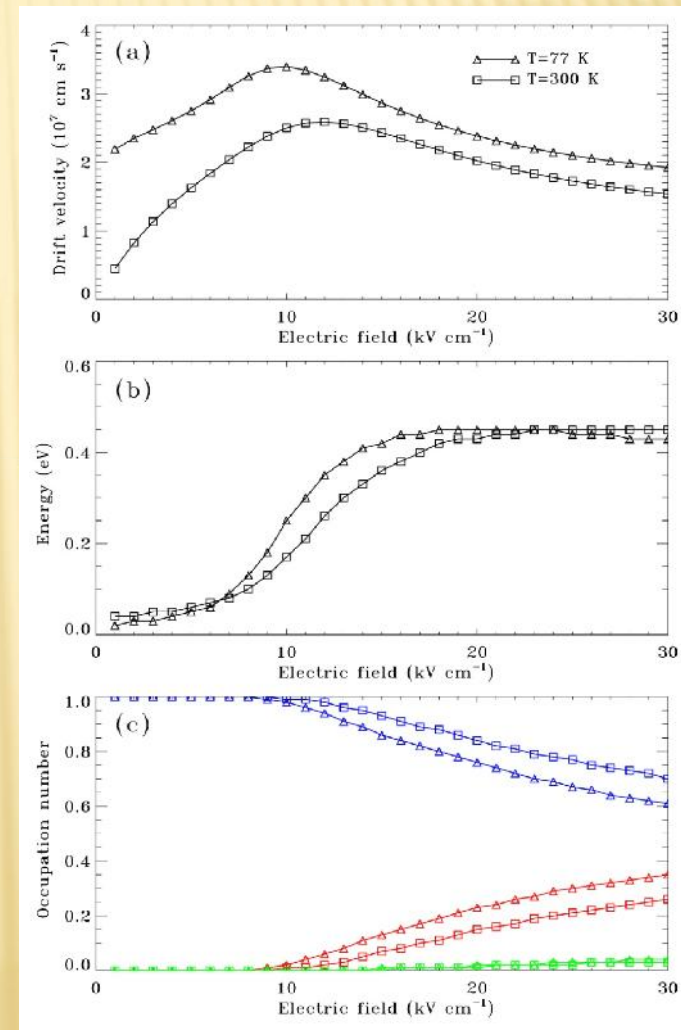 (a)
T=77 K
T=300 K
Drift velocity (10⁷ cm s⁻¹)
4
3
2
1
0
0 10 20 30
Electric field (kV cm⁻¹)
(b)
Energy (eV)
0.6
0.4
0.2
0.0
0 10 20 30
Electric field (kV cm⁻¹)
(c)
Occupation number
1.0
0.8
0.6
0.4
0.2
0.0
0 10 20 30
Electric field (kV cm⁻¹)